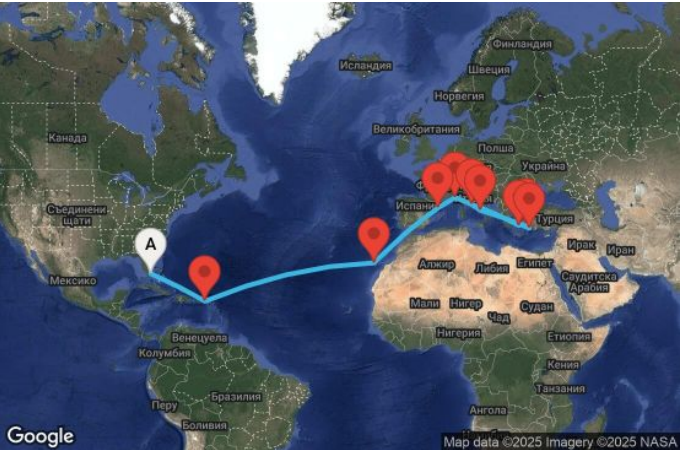 Финландия
Исландия
Швеция
Норвегия
Великобритания
Канада
Полша
Украйна
Испани
Съединени
щати
Турция
Ирак
Иран
Мексико
Алжир
Либия
Египет
Саудитска
Арабия
Мали
Нигер
Чад
Судан
Нигерия
Етиопия
Венецуела
Колумбия
Кения
Танзания
Перу
Бразилия
Ангола
Боливия
A
Google
Map data ©2025 Imagery ©2025 NASA